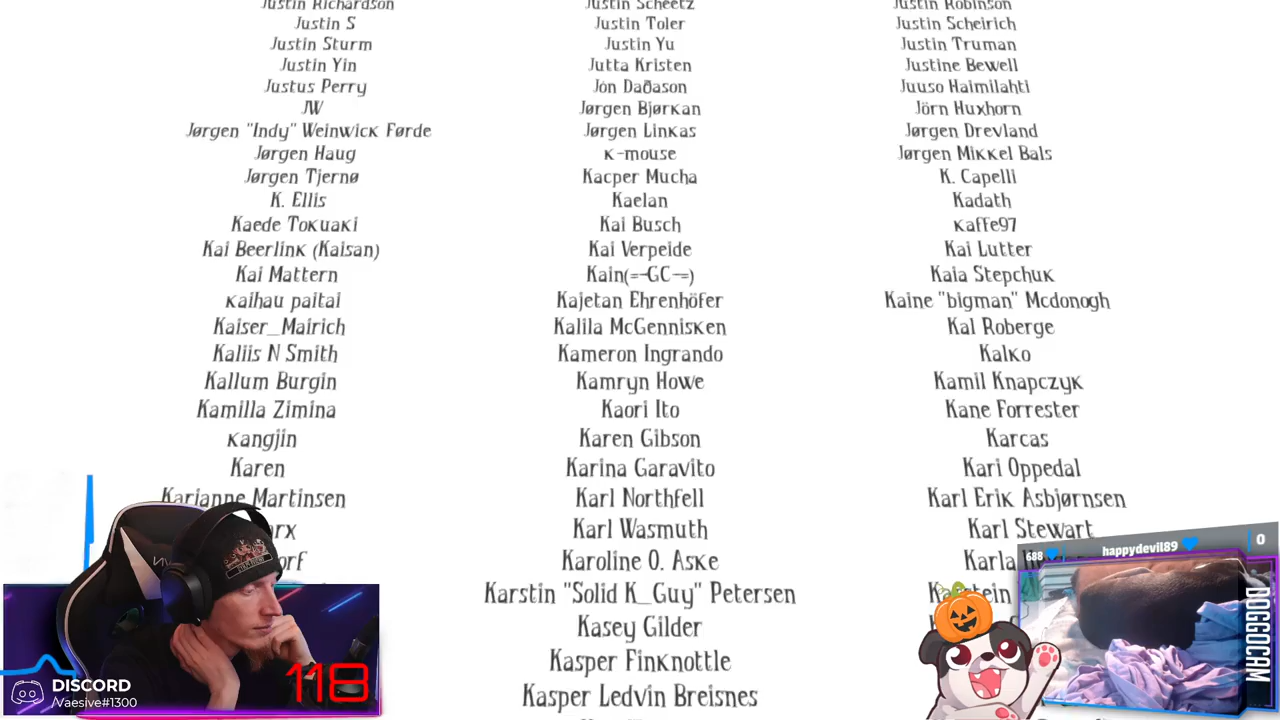 Justin Richardson Justin Scheetz Justin Robinson
Justin S Justin Toler Justin Scheirich
Justin Sturm Justin Yu Justin Truman
Justin Yin Jutta Kristen Justine Bewell
Justus Perry Jón Daðason Juuso Haimilahti
JW Jørgen Bjørkan Jörn Huxhorn
Jørgen "Indy" Weinwick Førde Jørgen Linkas Jørgen Drevland
Jørgen Haug k-mouse Jørgen Mikkel Bals
Jørgen Tjernø Kacper Mucha K. Capelli
K. Ellis Kaelan Kadath
Kaede Tokuaki Kai Busch kaffe97
Kai Beerlink (Kaisan) Kai Verpeide Kai Lutter
Kai Mattern Kain(=¬GC¬=) Kaia Stepchuk
kaihau paitai Kajetan Ehrenhöfer Kaine "bigman" Mcdonogh
Kaiser_Mairich Kalila McGennisken Kal Roberge
Kaliis N Smith Kameron Ingrando Kalko
Kallum Burgin Kamryn Howe Kamil Knapczyk
Kamilla Zimina Kaori Ito Kane Forrester
kangjin Karen Gibson Karcas
Karen Karina Garavito Kari Oppedal
Karianne Martinsen Karl Northfell Karl Erik Asbjørnsen
Karl Wasmuth Karl Stewart
Karoline O. Aske Karla
Karstin "Solid K_Guy" Petersen
Kasey Gilder
Kasper Finknottle
Kasper Ledvin Breisnes
688 happydevil89 0
DOGGOCAM
118
DISCORD
/Vaesive#1300